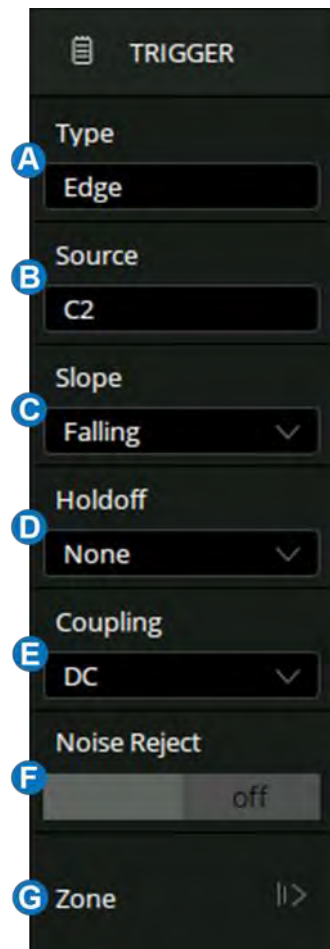 TRIGGER
Type
A
Edge
Source
B
C2
Slope
C
Falling
Holdoff
D
None
Coupling
E
DC
Noise Reject
F
off
G Zone